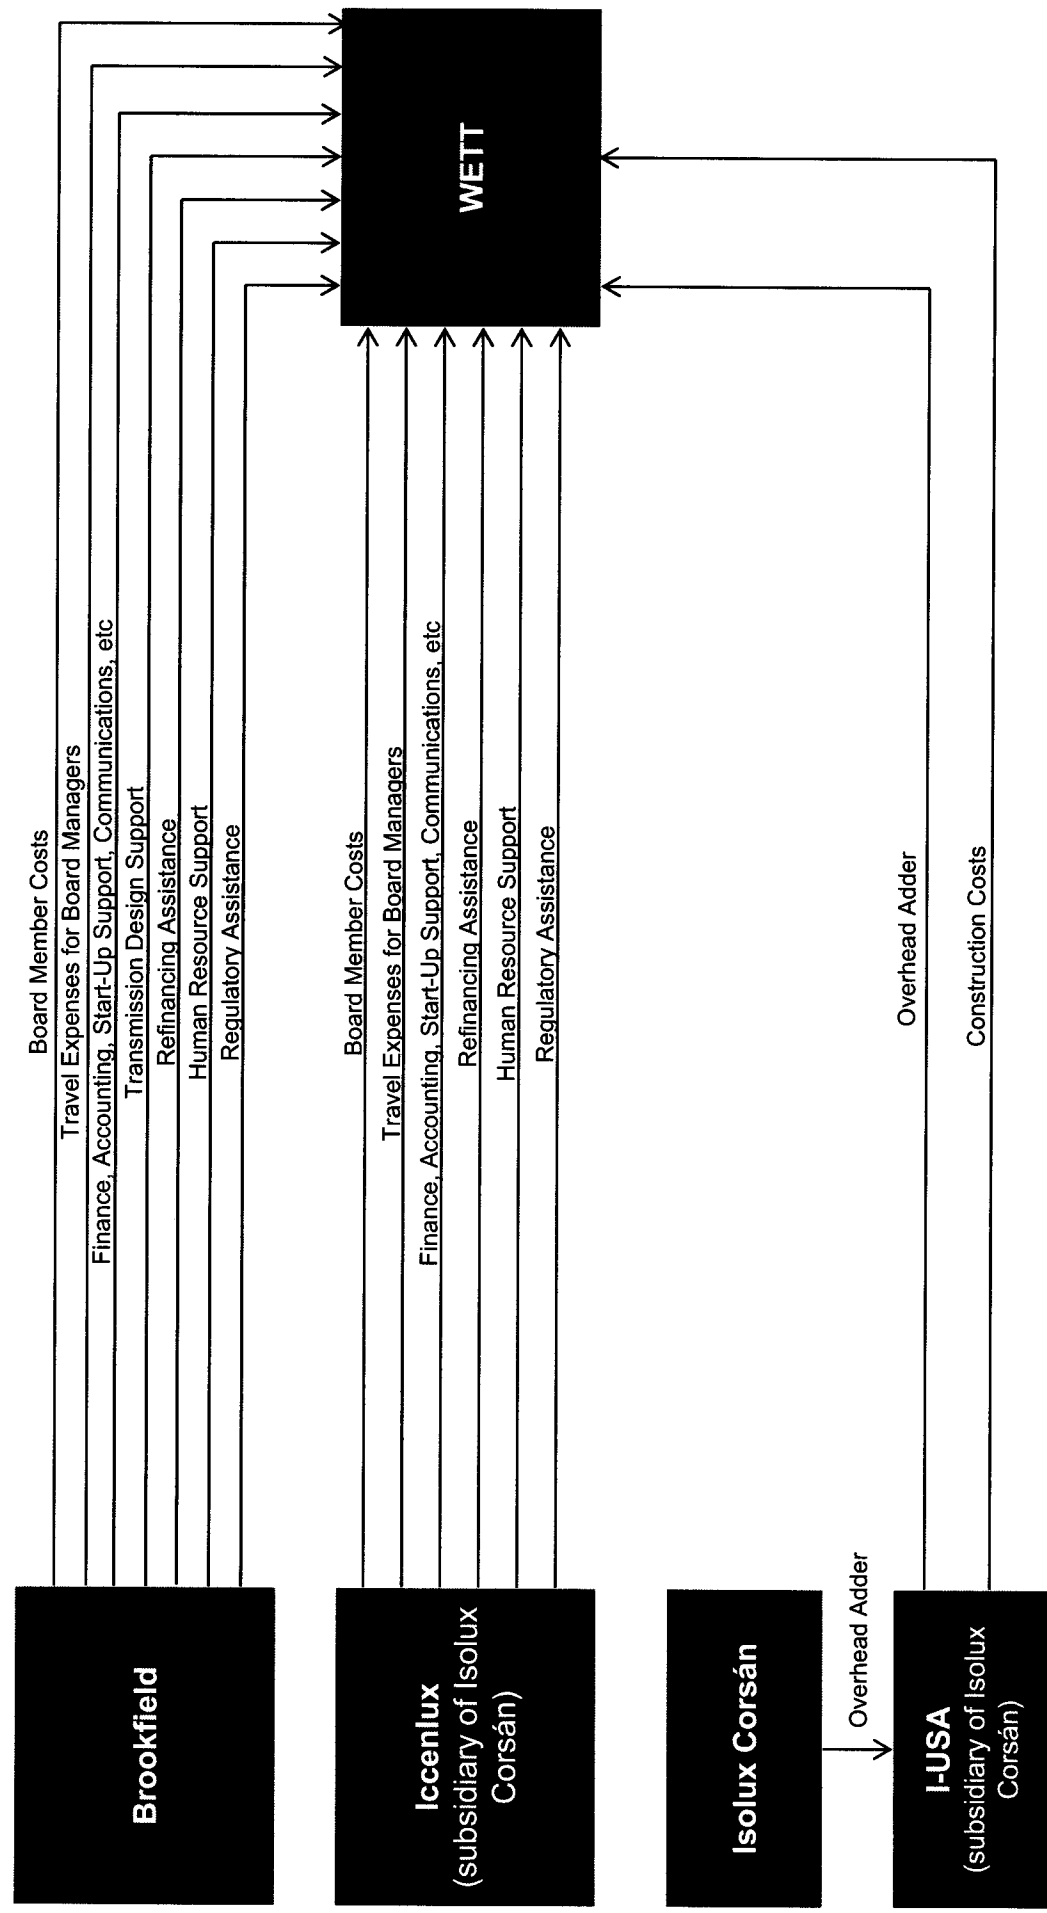 Brookfield
Board Member Costs
Travel Expenses for Board Managers
Finance, Accounting, Start-Up Support, Communications, etc
Transmission Design Support
Refinancing Assistance
Human Resource Support
Regulatory Assistance
WETT
Iccenlux
(subsidiary of Isolux
Corsán)
Board Member Costs
Travel Expenses for Board Managers
Finance, Accounting, Start-Up Support, Communications, etc
Refinancing Assistance
Human Resource Support
Regulatory Assistance
Isolux Corsán
Overhead Adder
I-USA
(subsidiary of Isolux
Corsán)
Overhead Adder
Construction Costs